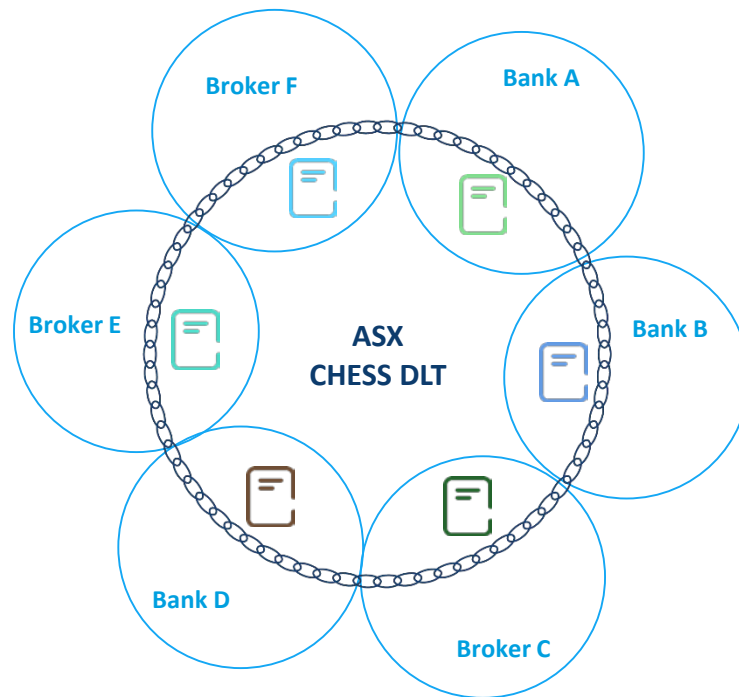 Broker F
Bank A
Broker E
ASX
CHESS DLT
Bank B
Bank D
Broker C